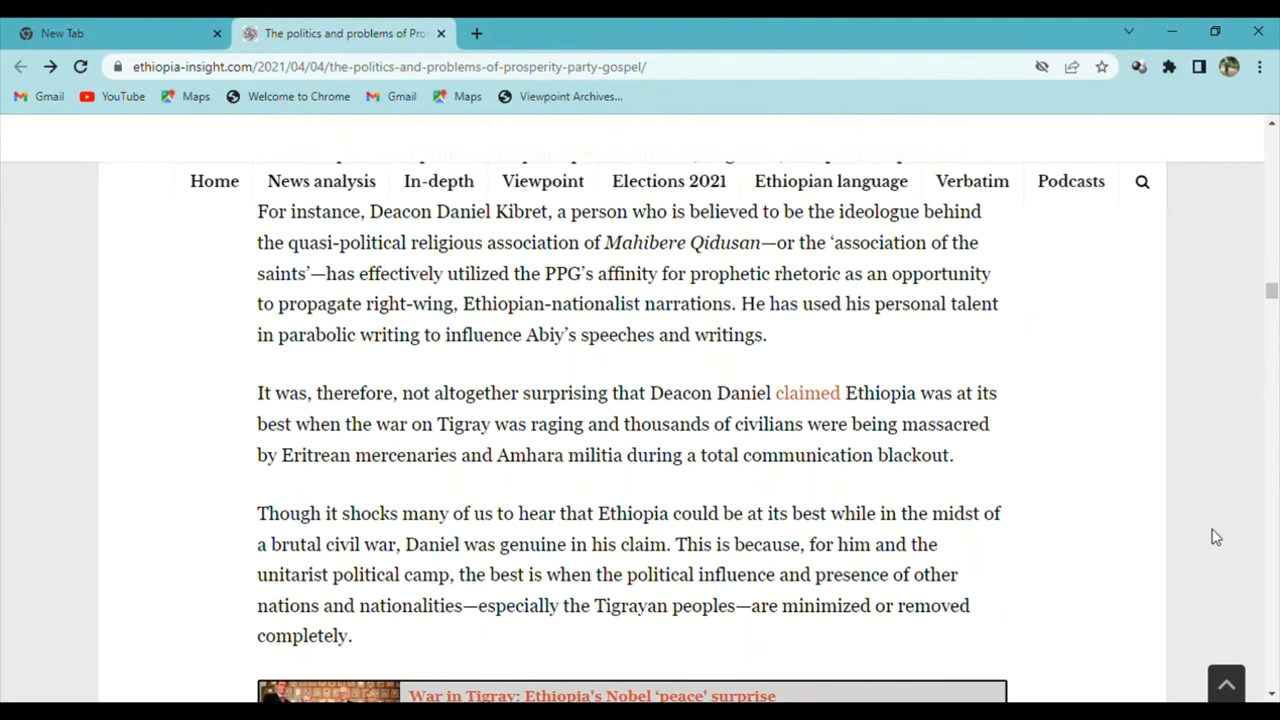 New Tab
The politics and problems of Pro
ethiopia-insight.com/2021/04/04/the-politics-and-problems-of-prosperity-party-gospel/
Gmail YouTube Maps Welcome to Chrome Gmail Maps Viewpoint Archives...
Home News analysis In-depth Viewpoint Elections 2021 Ethiopian language Verbatim Podcasts
For instance, Deacon Daniel Kibret, a person who is believed to be the ideologue behind
the quasi-political religious association of Mahibere Qidusan—or the ‘association of the
saints’—has effectively utilized the PPG’s affinity for prophetic rhetoric as an opportunity
to propagate right-wing, Ethiopian-nationalist narrations. He has used his personal talent
in parabolic writing to influence Abiy’s speeches and writings.
It was, therefore, not altogether surprising that Deacon Daniel claimed Ethiopia was at its
best when the war on Tigray was raging and thousands of civilians were being massacred
by Eritrean mercenaries and Amhara militia during a total communication blackout.
Though it shocks many of us to hear that Ethiopia could be at its best while in the midst of
a brutal civil war, Daniel was genuine in his claim. This is because, for him and the
unitarist political camp, the best is when the political influence and presence of other
nations and nationalities—especially the Tigrayan peoples—are minimized or removed
completely.
War in Tigray: Ethiopia's Nobel ‘peace’ surprise